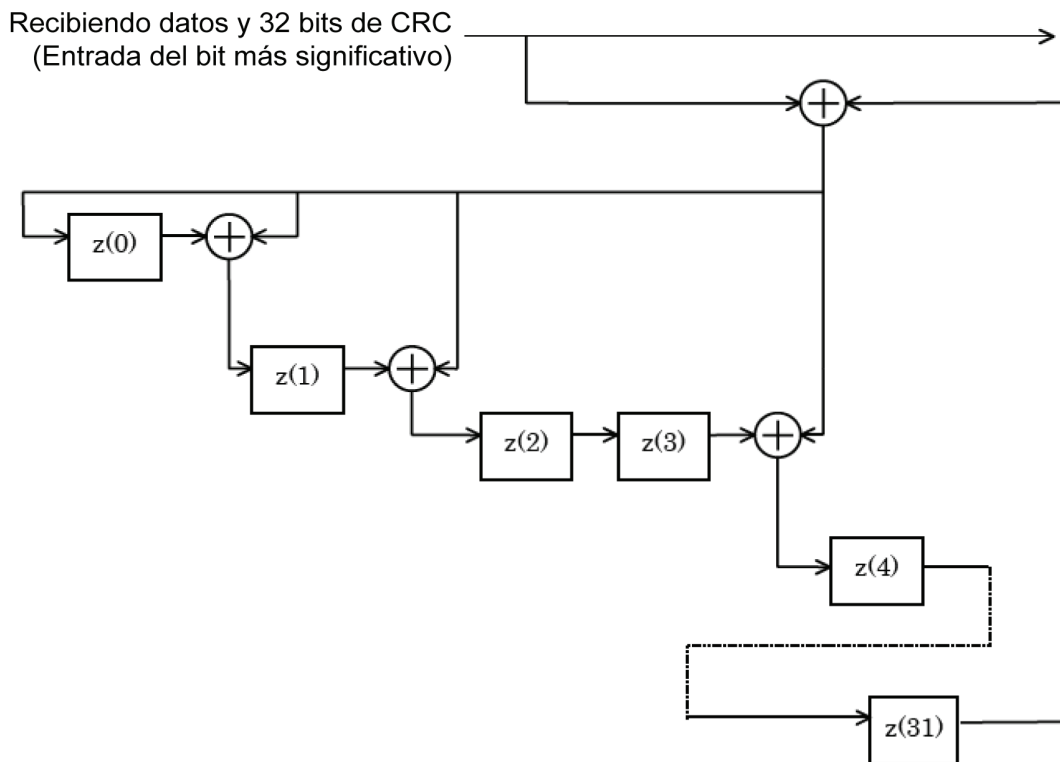 Recibiendo datos y 32 bits de CRC
(Entrada del bit más significativo)
z(0)
z(1)
z(2)
z(3)
z(4)
z(31)